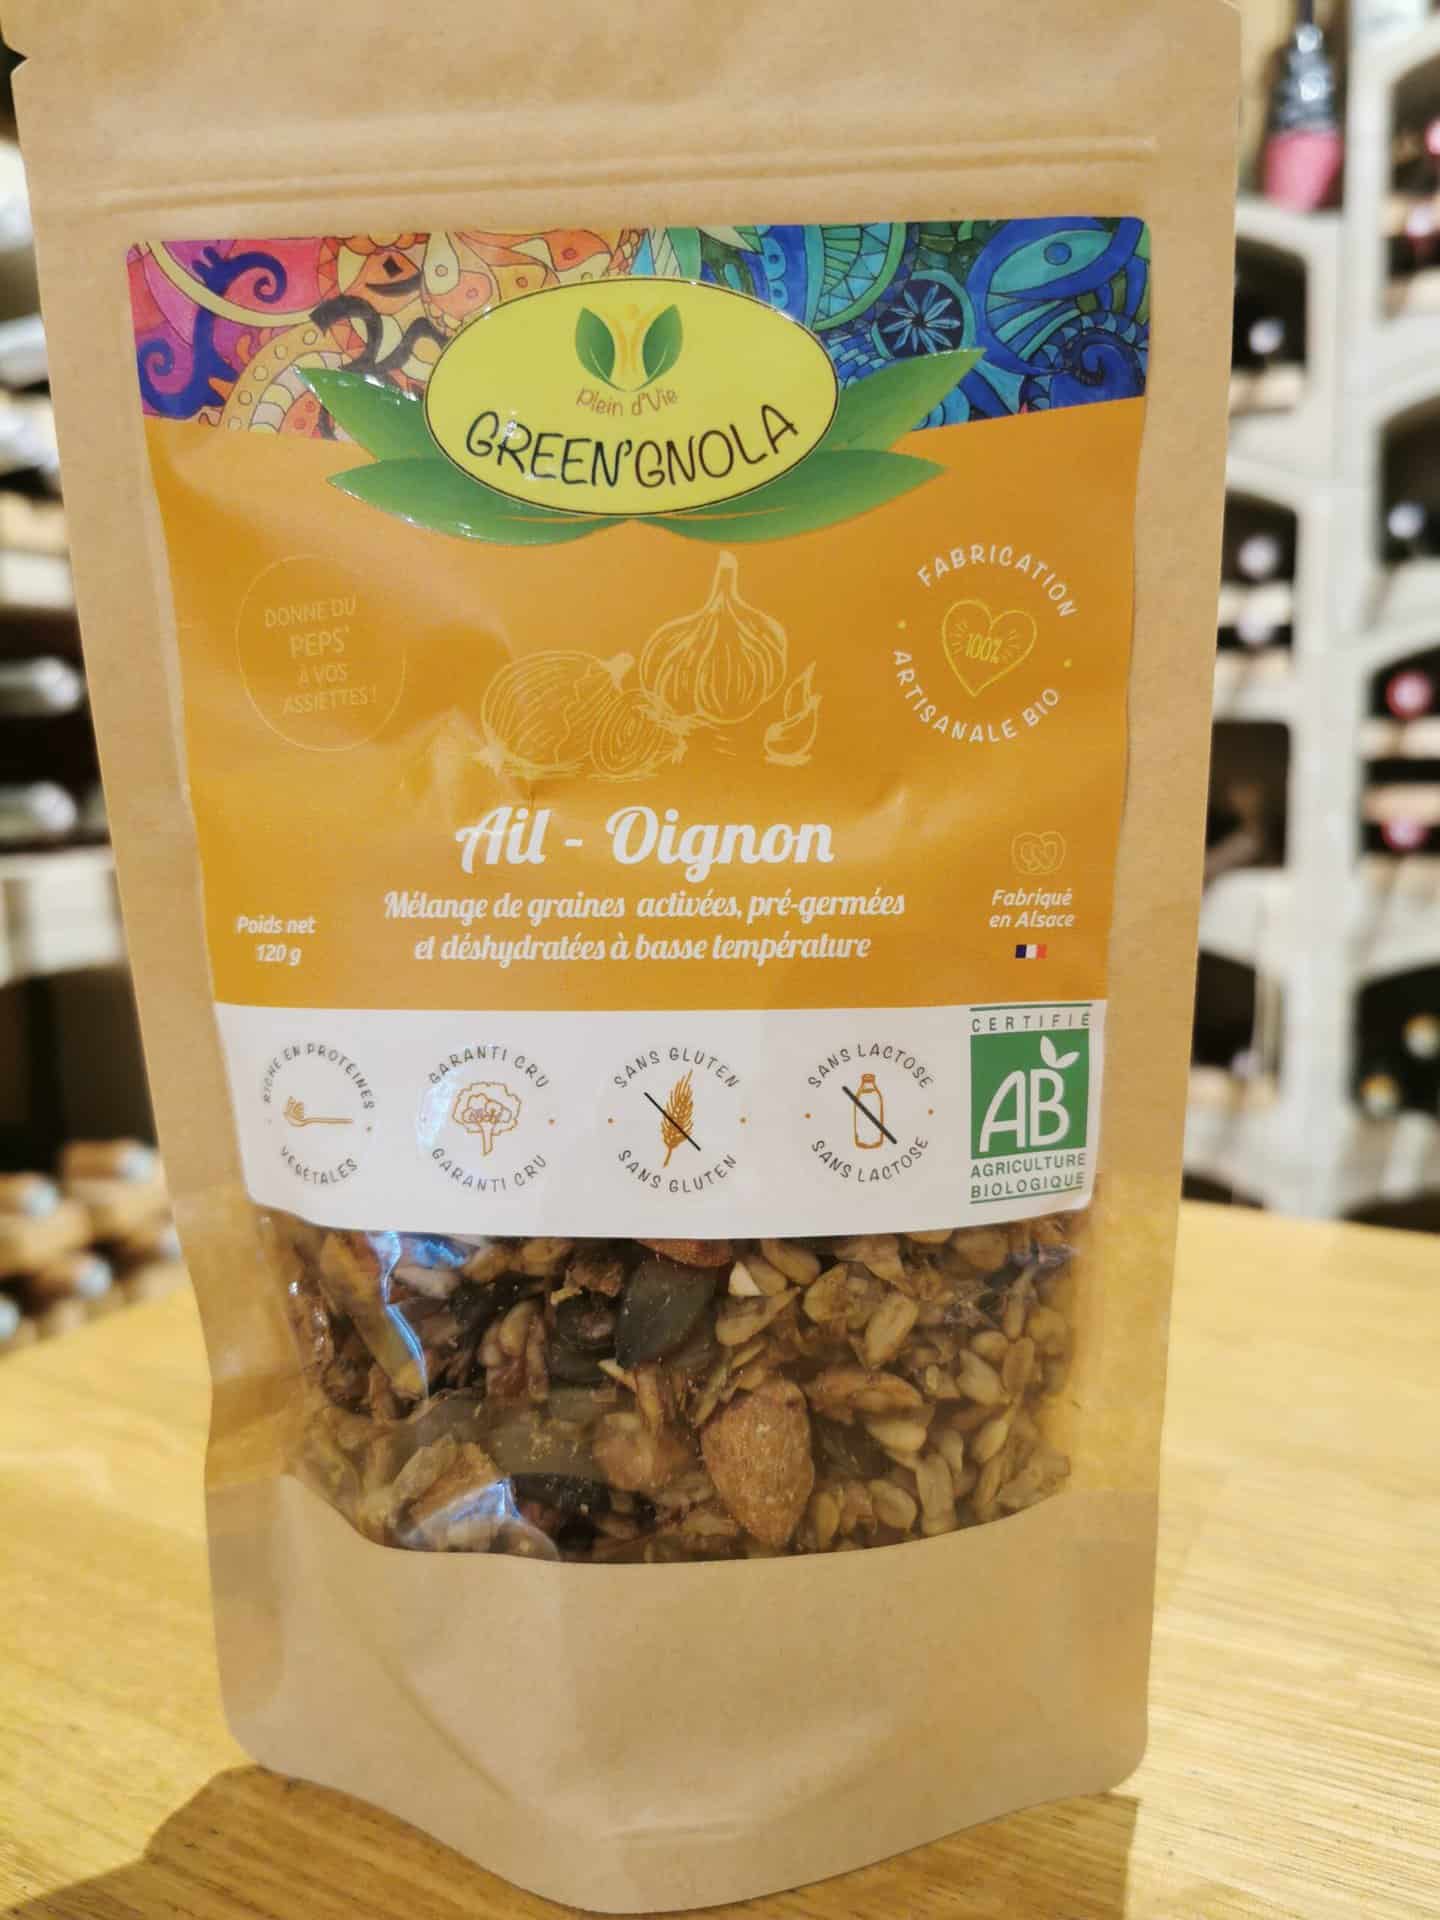 Plein d'Vie
GREEN'GNOLA
DONNE DU
PEPS'
À VOS
ASSIETTES !
FABRICATION
100%
ARTISANALE BIO
Ail - Oignon
Mélange de graines activées, pré-germées
et déshydratées à basse température
Poids net
120 g
Fabriqué
en Alsace
RICHE EN PROTEINES
VEGETALES
GARANTI CRU
GARANTI CRU
SANS GLUTEN
SANS GLUTEN
SANS LACTOSE
SANS LACTOSE
CERTIFIÉ
AB
AGRICULTURE
BIOLOGIQUE